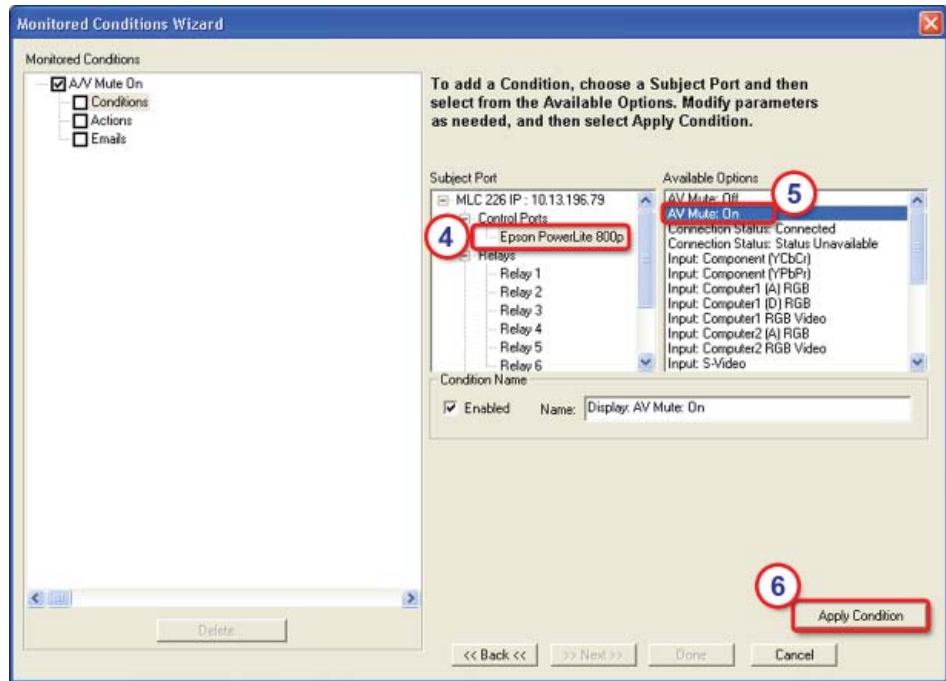 Monitored Conditions Wizard
Monitored Conditions
A/V Mute On
Conditions
Actions
Emails
To add a Condition, choose a Subject Port and then
select from the Available Options. Modify parameters
as needed, and then select Apply Condition.
Subject Port
MLC 226 IP : 10.13.196.79
Control Ports
4
Epson PowerLite 800p
Relays
Relay 1
Relay 2
Relay 3
Relay 4
Relay 5
Relay 6
Available Options
5
AV Mute: Off
AV Mute: On
Connection Status: Connected
Connection Status: Status Unavailable
Input: Component (YCbCr)
Input: Component (YPbPr)
Input: Computer1 (A) RGB
Input: Computer1 (D) RGB
Input: Computer1 RGB Video
Input: Computer2 (A) RGB
Input: Computer2 RGB Video
Input: S-Video
Condition Name
Enabled
Name: Display: AV Mute: On
6
Apply Condition
Delete...
<< Back <<
>> Next >>
Done
Cancel